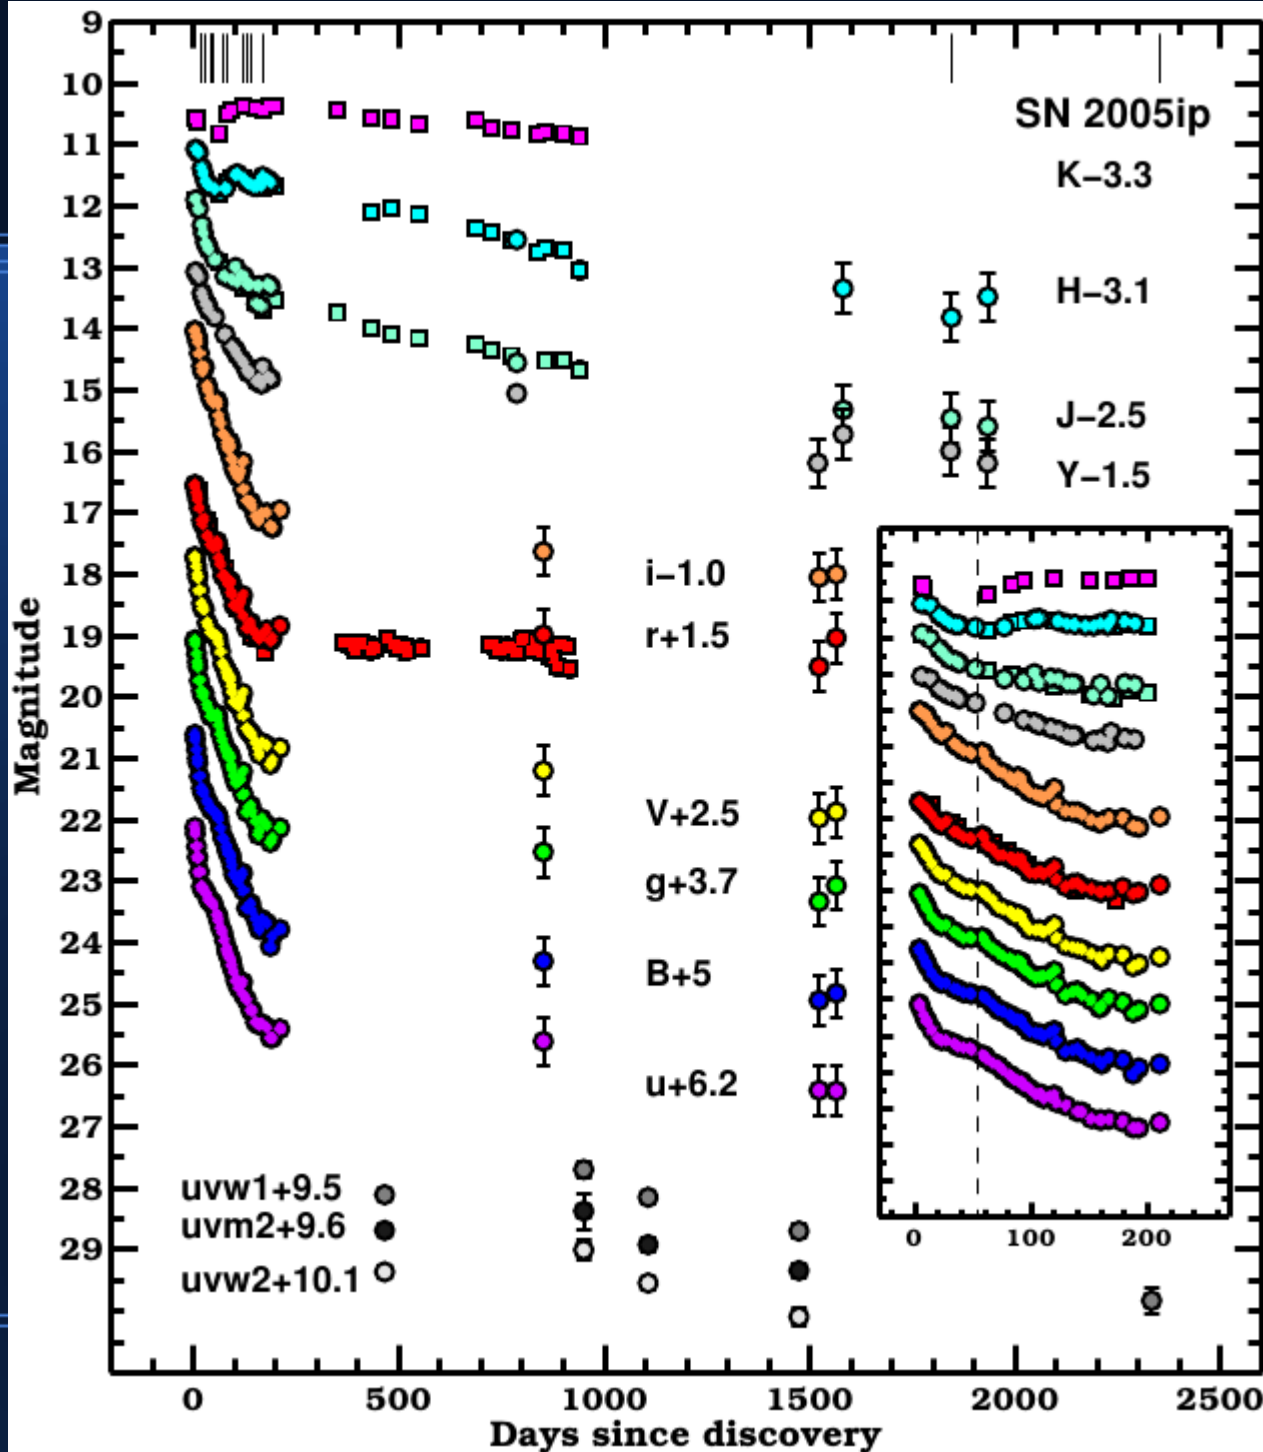 9
10
11
12
13
14
15
16
17
18
19
20
21
22
23
24
25
26
27
28
29
Magnitude
SN 2005ip
K−3.3
H−3.1
J−2.5
Y−1.5
i−1.0
r+1.5
V+2.5
g+3.7
B+5
u+6.2
uvw1+9.5
uvm2+9.6
uvw2+10.1
0 100 200
0 500 1000 1500 2000 2500
Days since discovery